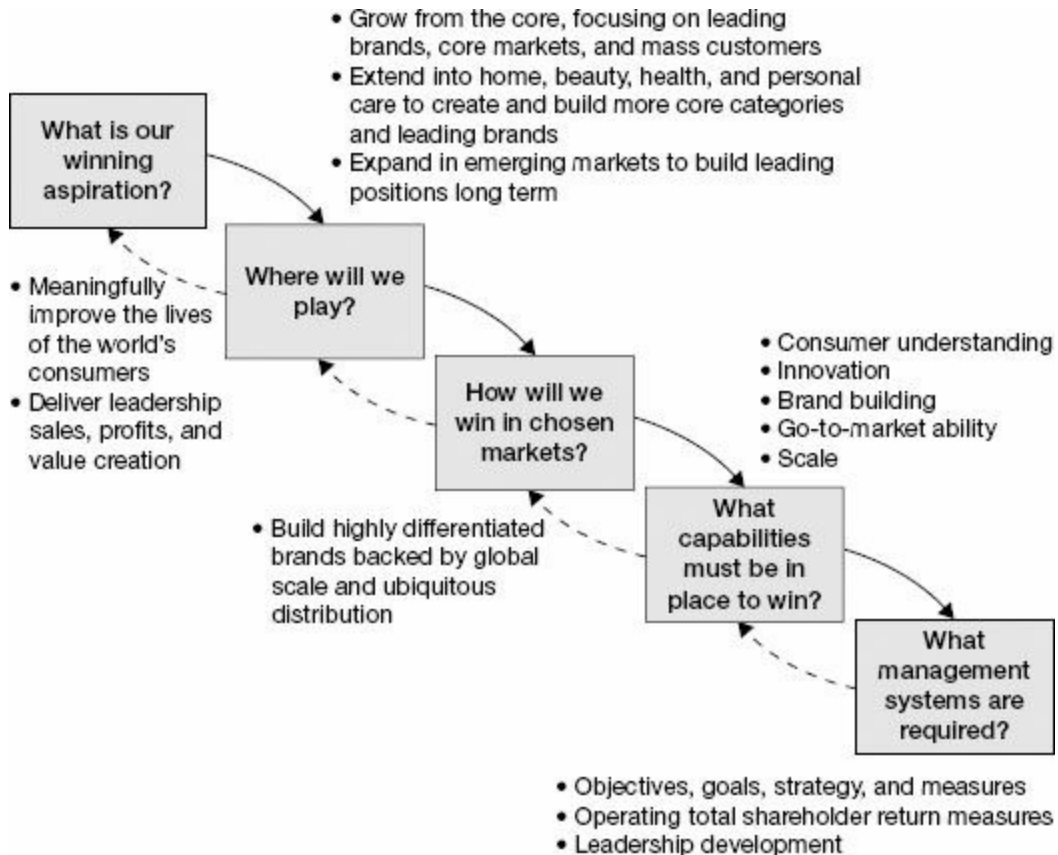 • Grow from the core, focusing on leading
brands, core markets, and mass customers
• Extend into home, beauty, health, and personal
care to create and build more core categories
and leading brands
• Expand in emerging markets to build leading
positions long term
What is our
winning
aspiration?
• Meaningfully
improve the lives
of the world's
consumers
• Deliver leadership
sales, profits, and
value creation
Where will we
play?
How will we
win in chosen
markets?
• Build highly differentiated
brands backed by global
scale and ubiquitous
distribution
• Consumer understanding
• Innovation
• Brand building
• Go-to-market ability
• Scale
What
capabilities
must be in
place to win?
What
management
systems are
required?
• Objectives, goals, strategy, and measures
• Operating total shareholder return measures
• Leadership development